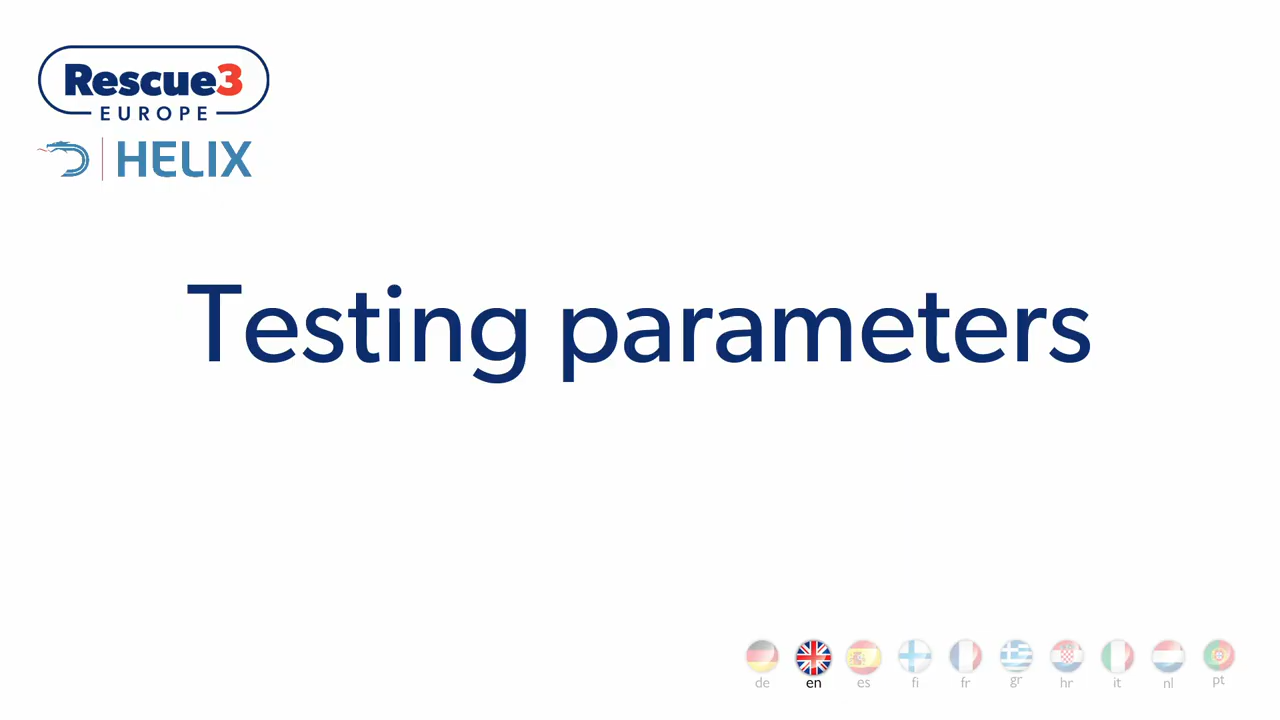 Rescue3
EUROPE
HELIX
Testing parameters
de en es fi fr gr hr it nl pt